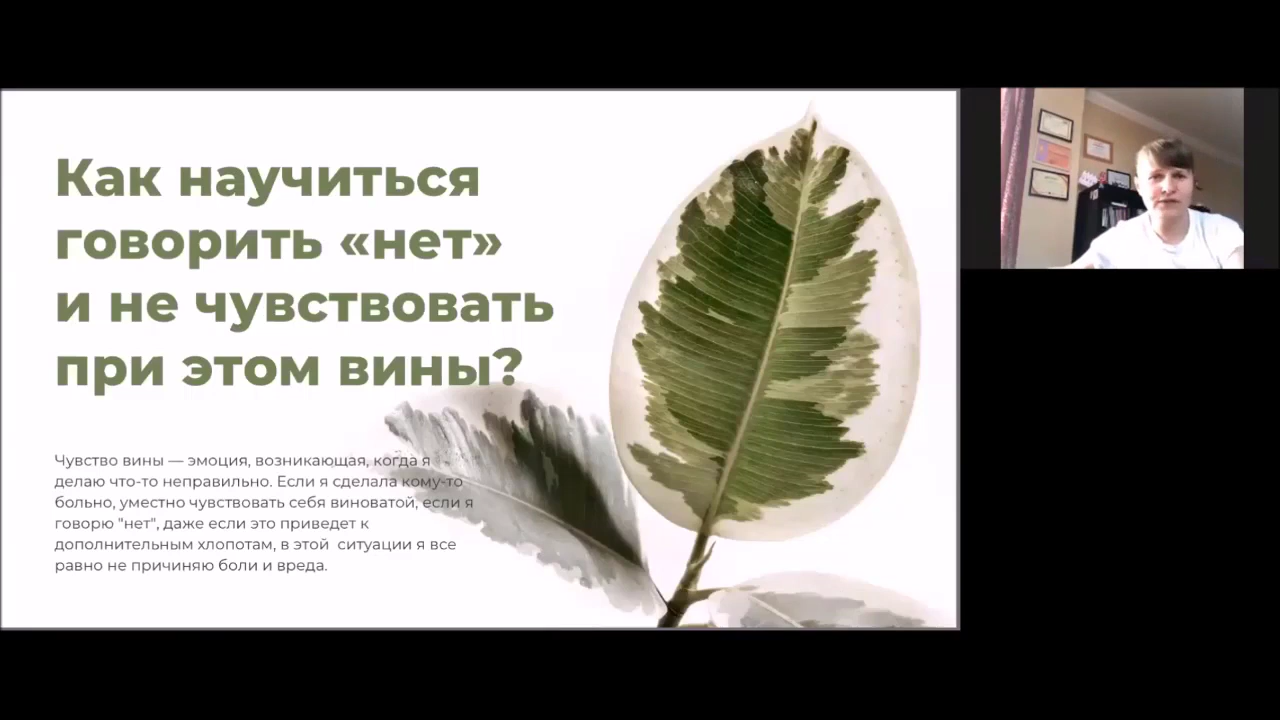 Как научиться
говорить «нет»
и не чувствовать
при этом вины?
Чувство вины — эмоция, возникающая, когда я
делаю что-то неправильно. Если я сделала кому-то
больно, уместно чувствовать себя виноватой, если я
говорю "нет", даже если это приведет к
дополнительным хлопотам, в этой  ситуации я все
равно не причиняю боли и вреда.